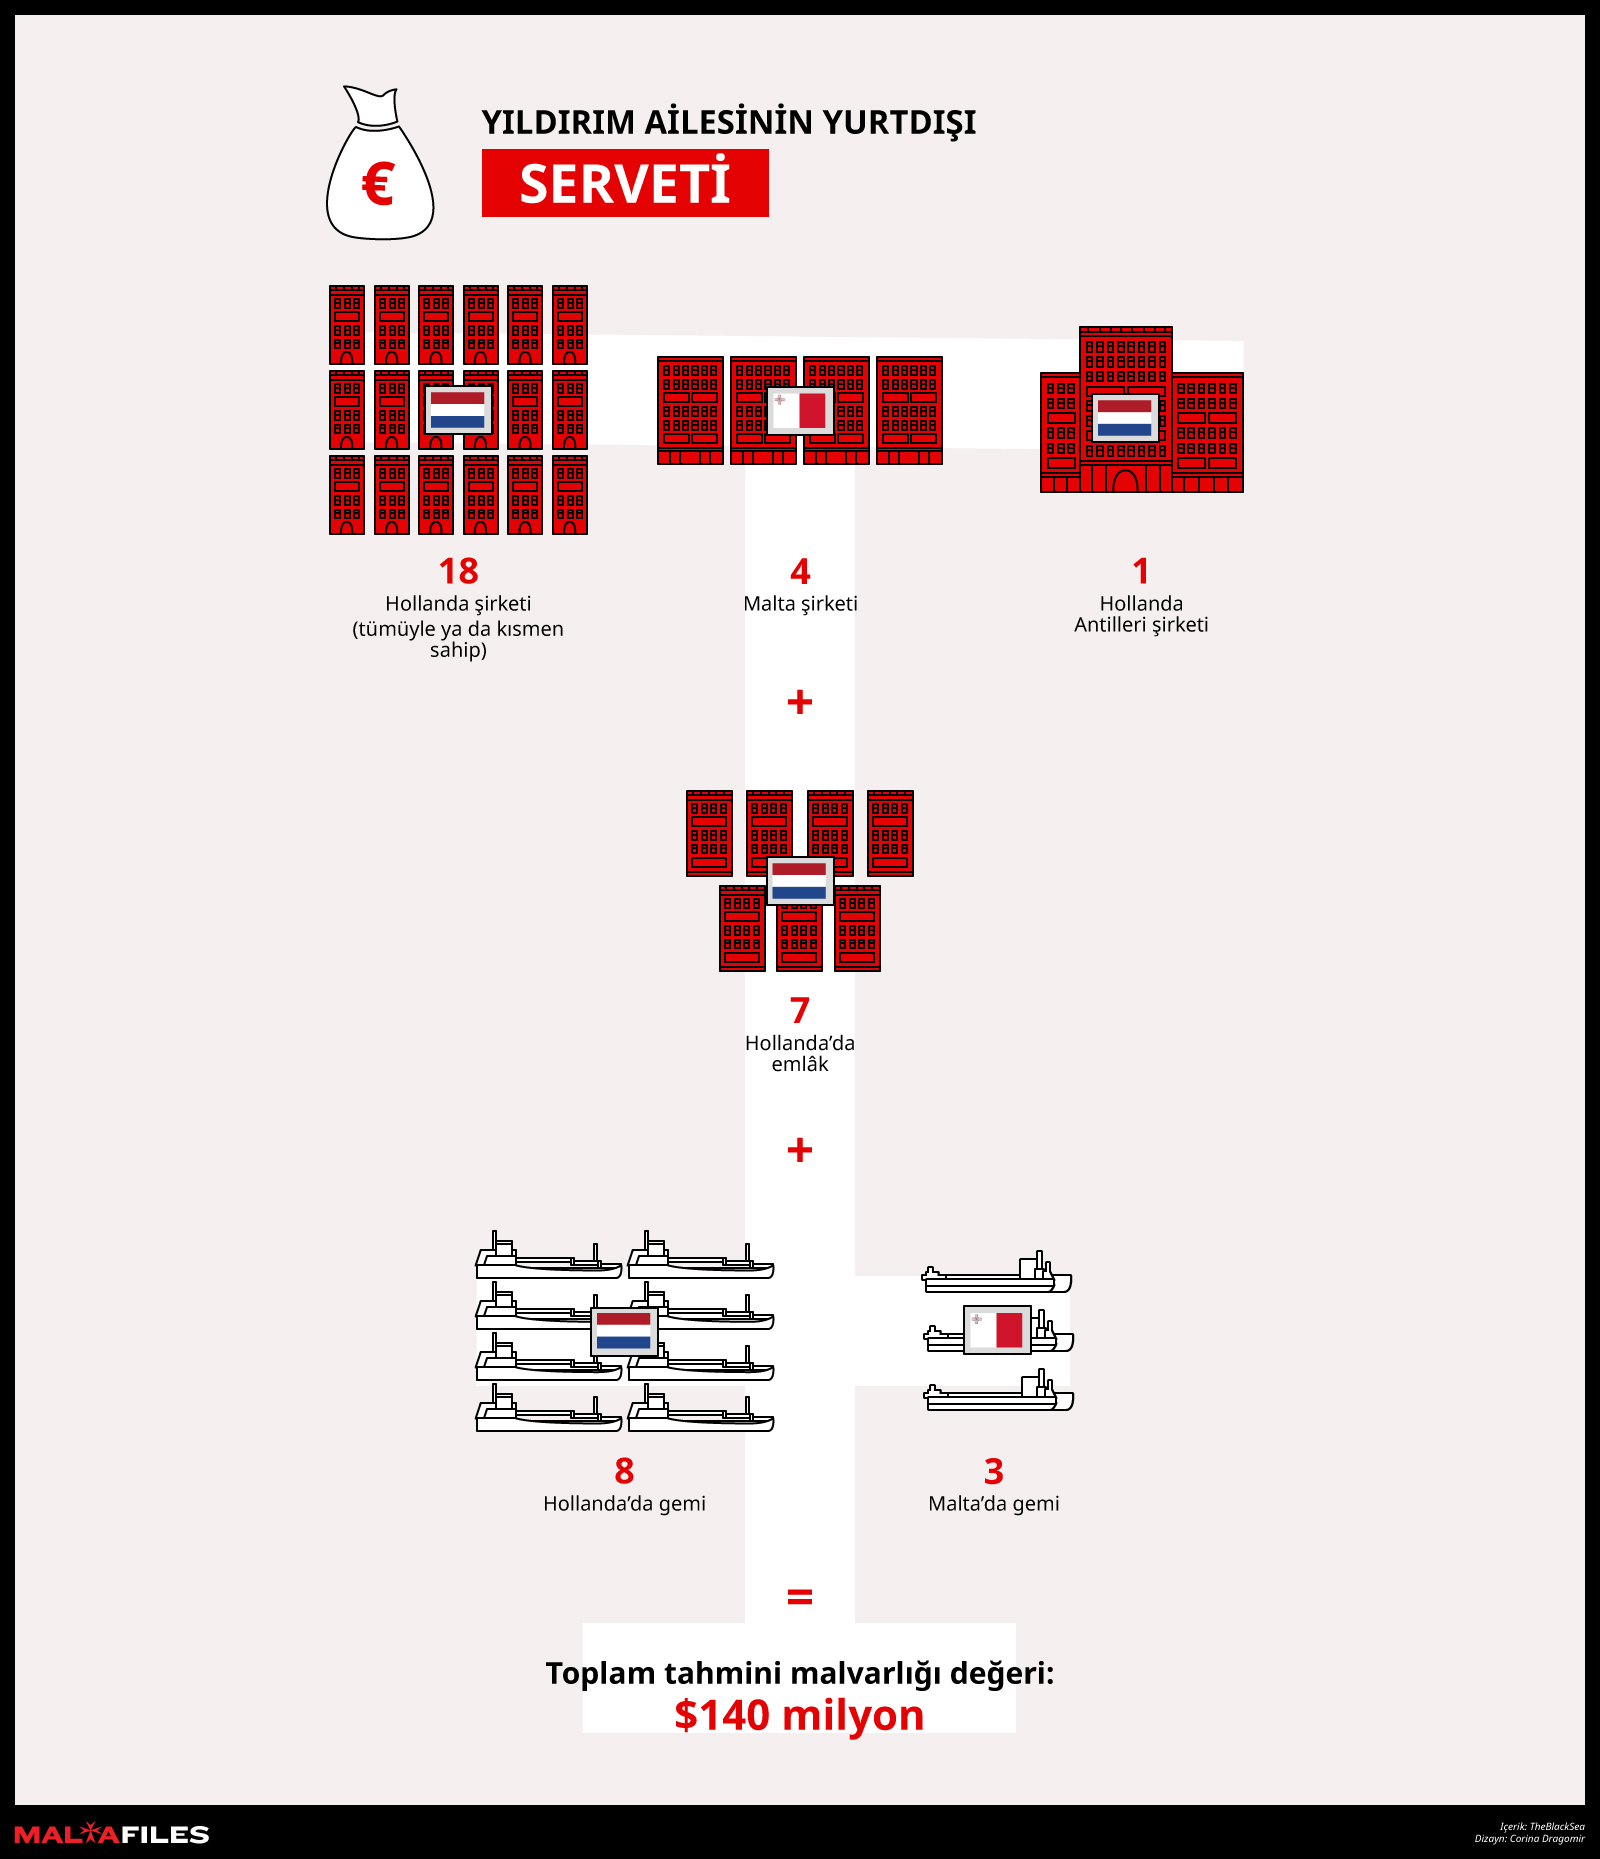 €
YILDIRIM AİLESİNİN YURTDIŞI
SERVETİ
18
Hollanda şirketi
(tümüyle ya da kısmen
sahip)
4
Malta şirketi
1
Hollanda
Antilleri şirketi
+
7
Hollanda’da
emlâk
+
8
Hollanda’da gemi
3
Malta’da gemi
=
Toplam tahmini malvarlığı değeri:
$140 milyon
MALTAFILES
Içerik: TheBlackSea
Dizayn: Corina Dragomir